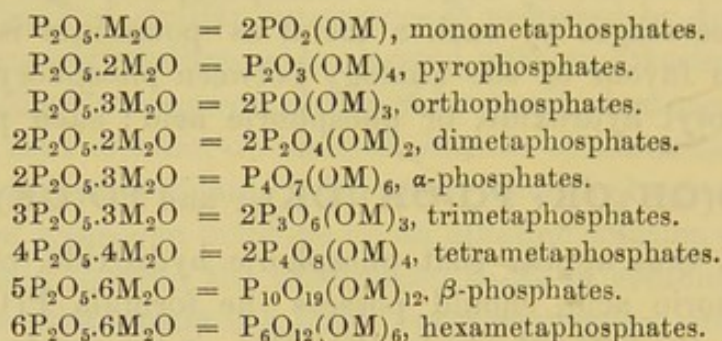 P₂O₅.M₂O = 2PO₂(OM), monometaphosphates.
P₂O₅.2M₂O = P₂O₃(OM)₄, pyrophosphates.
P₂O₅.3M₂O = 2PO(OM)₃, orthophosphates.
2P₂O₅.2M₂O = 2P₂O₄(OM)₂, dimetaphosphates.
2P₂O₅.3M₂O = P₄O₇(OM)₆, α-phosphates.
3P₂O₅.3M₂O = 2P₃O₆(OM)₃, trimetaphosphates.
4P₂O₅.4M₂O = 2P₄O₈(OM)₄, tetrametaphosphates.
5P₂O₅.6M₂O = P₁₀O₁₉(OM)₁₂, β-phosphates.
6P₂O₅.6M₂O = P₆O₁₂(OM)₆, hexametaphosphates.